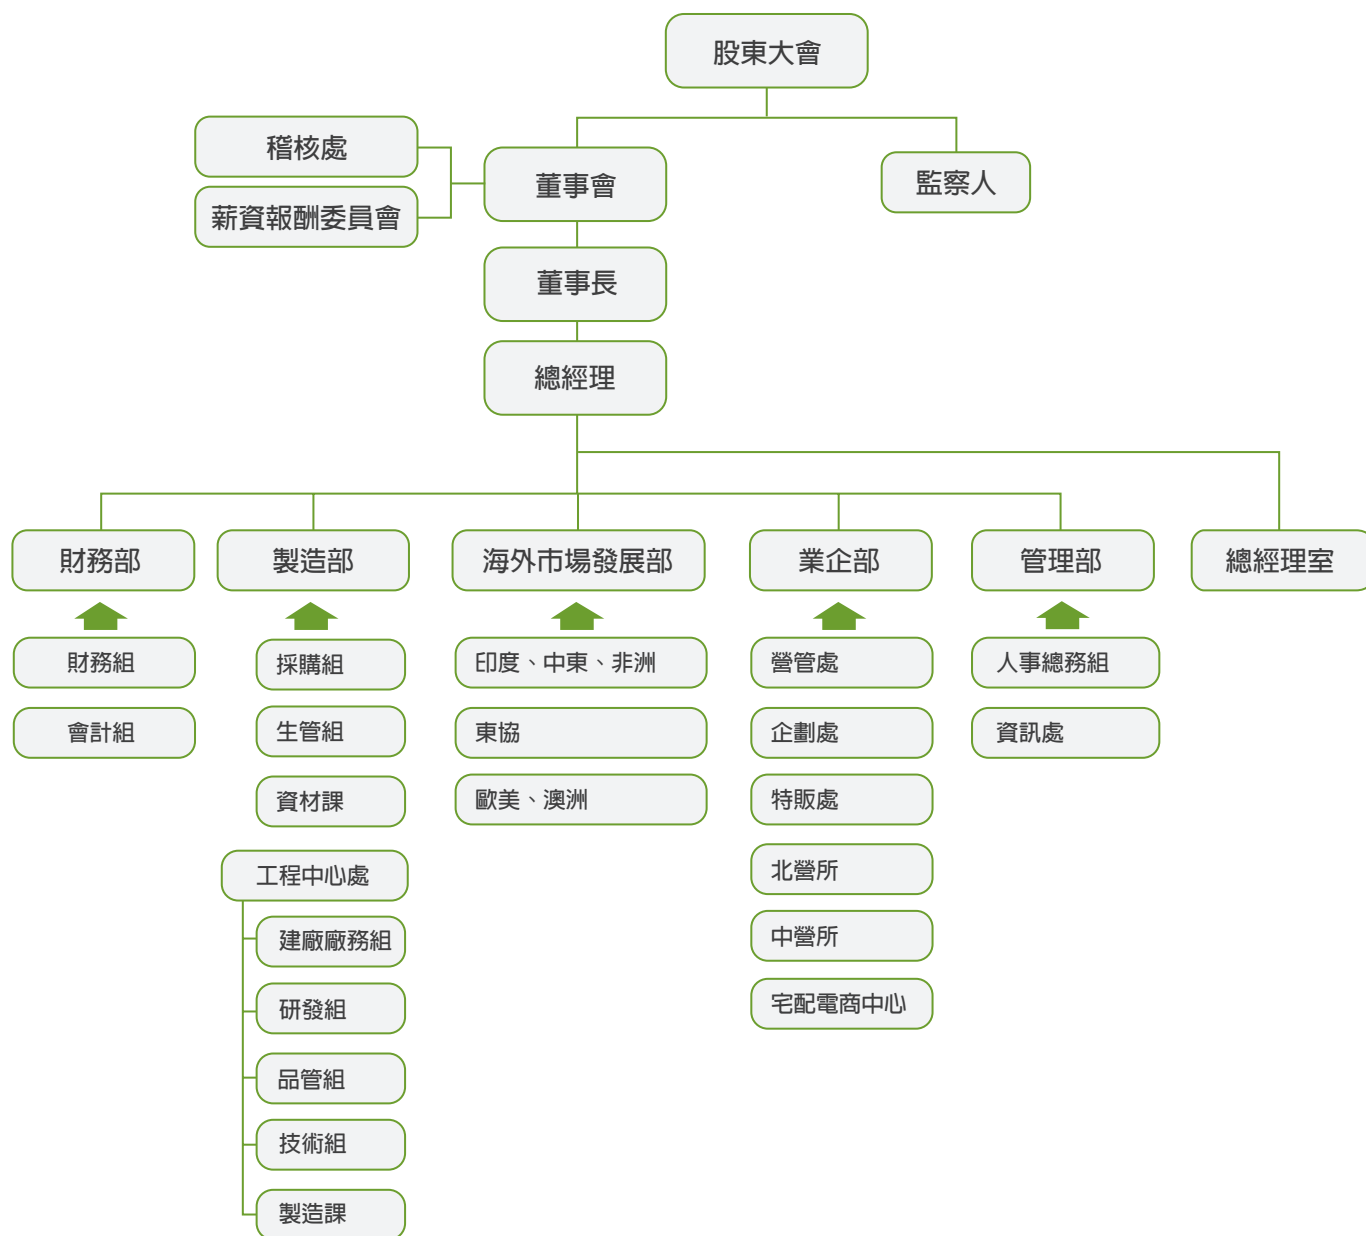 股東大會
稽核處
薪資報酬委員會
董事會
監察人
董事長
總經理
財務部
製造部
海外市場發展部
業企部
管理部
總經理室
財務組
會計組
採購組
生管組
資材課
工程中心處
建廠廠務組
研發組
品管組
技術組
製造課
印度、中東、非洲
東協
歐美、澳洲
營管處
企劃處
特販處
北營所
中營所
宅配電商中心
人事總務組
資訊處